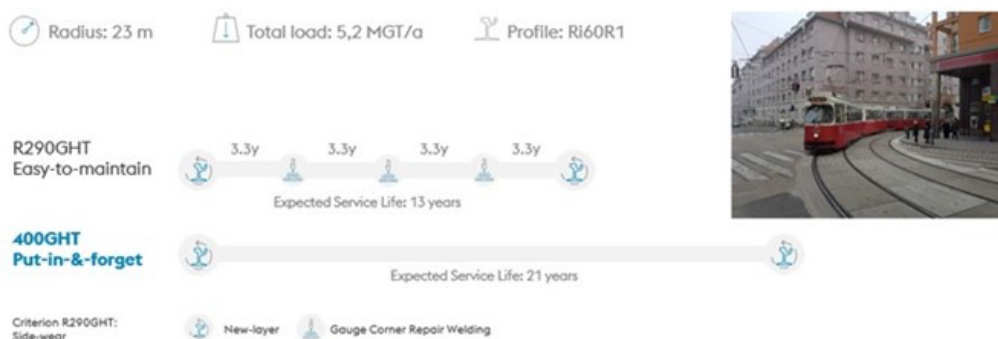 Radius: 23 m
Total load: 5,2 MGT/a
Profile: Ri60R1
R290GHT
Easy-to-maintain
3.3y 3.3y 3.3y 3.3y
Expected Service Life: 13 years
400GHT
Put-in-&-forget
Expected Service Life: 21 years
Criterion R290GHT:
Side-wear
New-layer
Gauge Corner Repair Welding